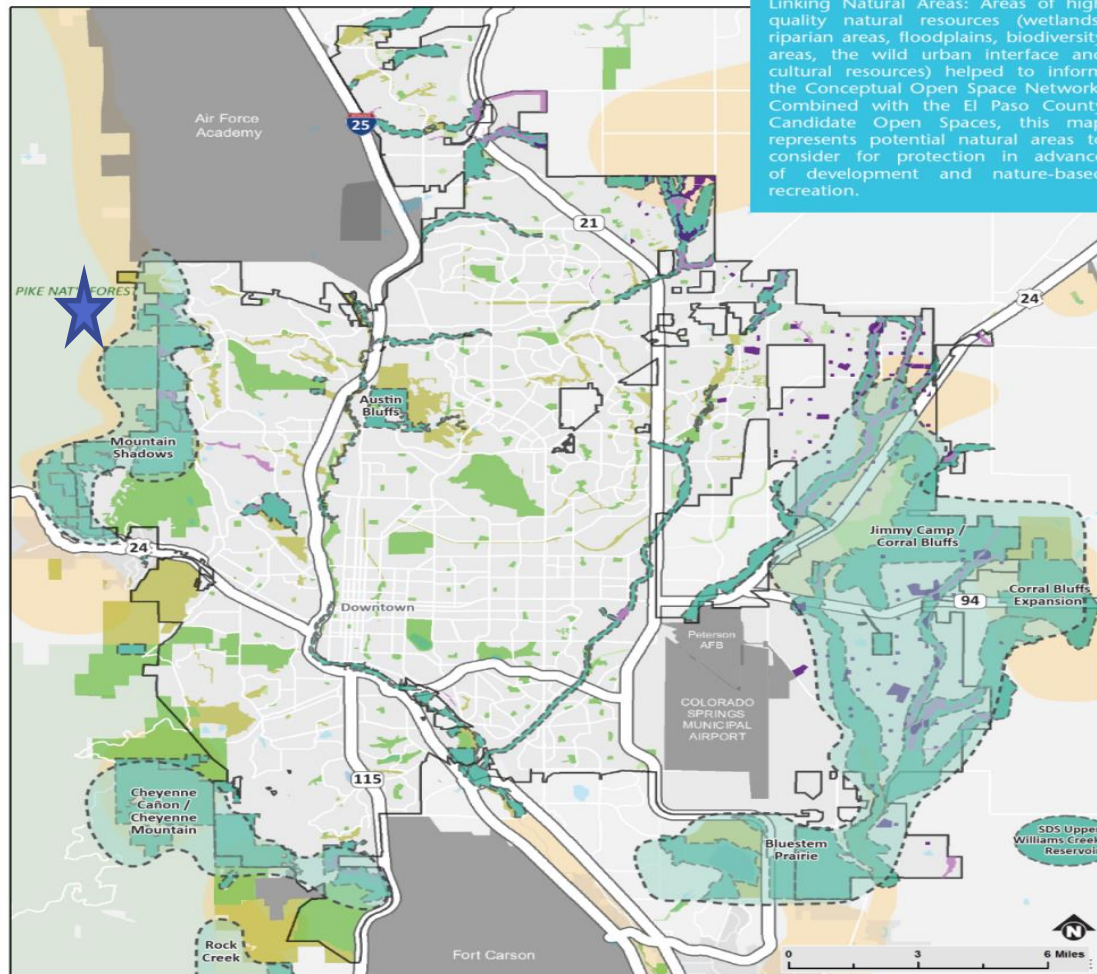 Linking Natural Areas: Areas of high
quality natural resources (wetlands
riparian areas, floodplains, biodiversity
areas, the wild urban interface and
cultural resources) helped to inform
the Conceptual Open Space Network
Combined with the El Paso County
Candidate Open Spaces, this map
represents potential natural areas to
consider for protection in advance
of development and nature-based
recreation.
Air Force
Academy
25
21
24
PIKE NAT'L FOREST
Austin
Bluffs
Mountain
Shadows
24
Jimmy Camp /
Corral Bluffs
Corral Bluffs
Expansion
94
Downtown
Peterson
AFB
COLORADO
SPRINGS
MUNICIPAL
AIRPORT
115
Cheyenne
Cañon /
Cheyenne
Mountain
Bluestem
Prairie
SDS Upper
Williams Creek
Reservoir
Rock
Creek
Fort Carson
N
0 3 6 Miles